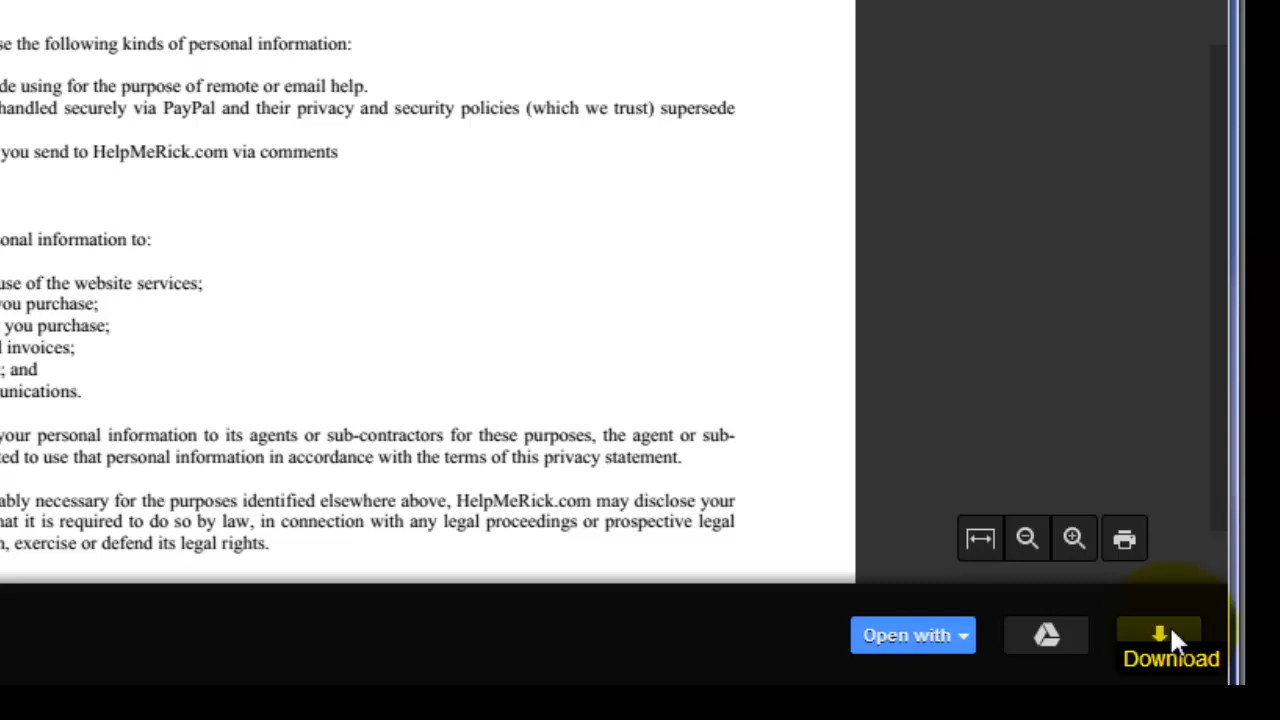 se the following kinds of personal information:
de using for the purpose of remote or email help.
handled securely via PayPal and their privacy and security policies (which we trust) supersede
you send to HelpMeRick.com via comments
onal information to:
use of the website services;
you purchase;
you purchase;
l invoices;
; and
unications.
your personal information to its agents or sub-contractors for these purposes, the agent or sub-
ted to use that personal information in accordance with the terms of this privacy statement.
ably necessary for the purposes identified elsewhere above, HelpMeRick.com may disclose your
hat it is required to do so by law, in connection with any legal proceedings or prospective legal
n, exercise or defend its legal rights.
Open with
Download